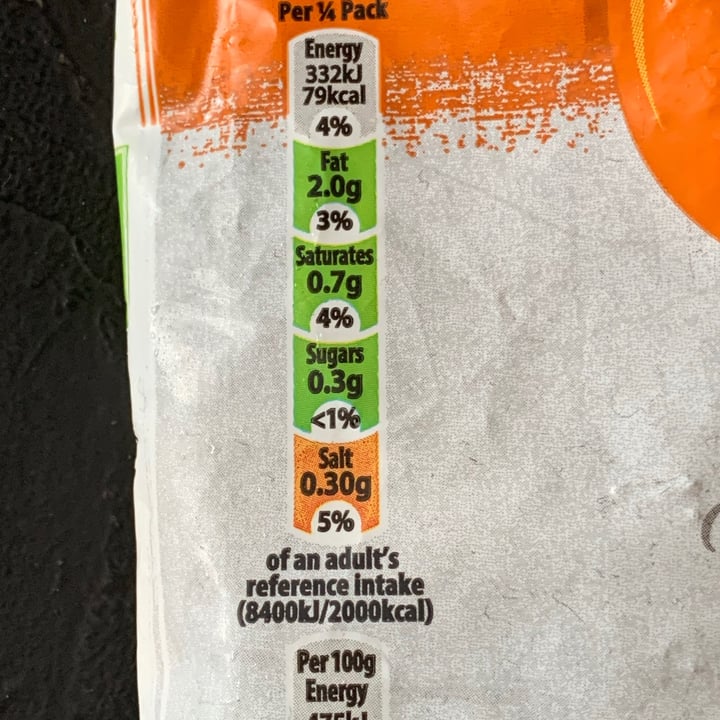 Per ¼ Pack
Energy
332kJ
79kcal
4%
Fat
2.0g
3%
Saturates
0.7g
4%
Sugars
0.3g
<1%
Salt
0.30g
5%
of an adult's
reference intake
(8400kJ/2000kcal)
Per 100g
Energy
475kJ